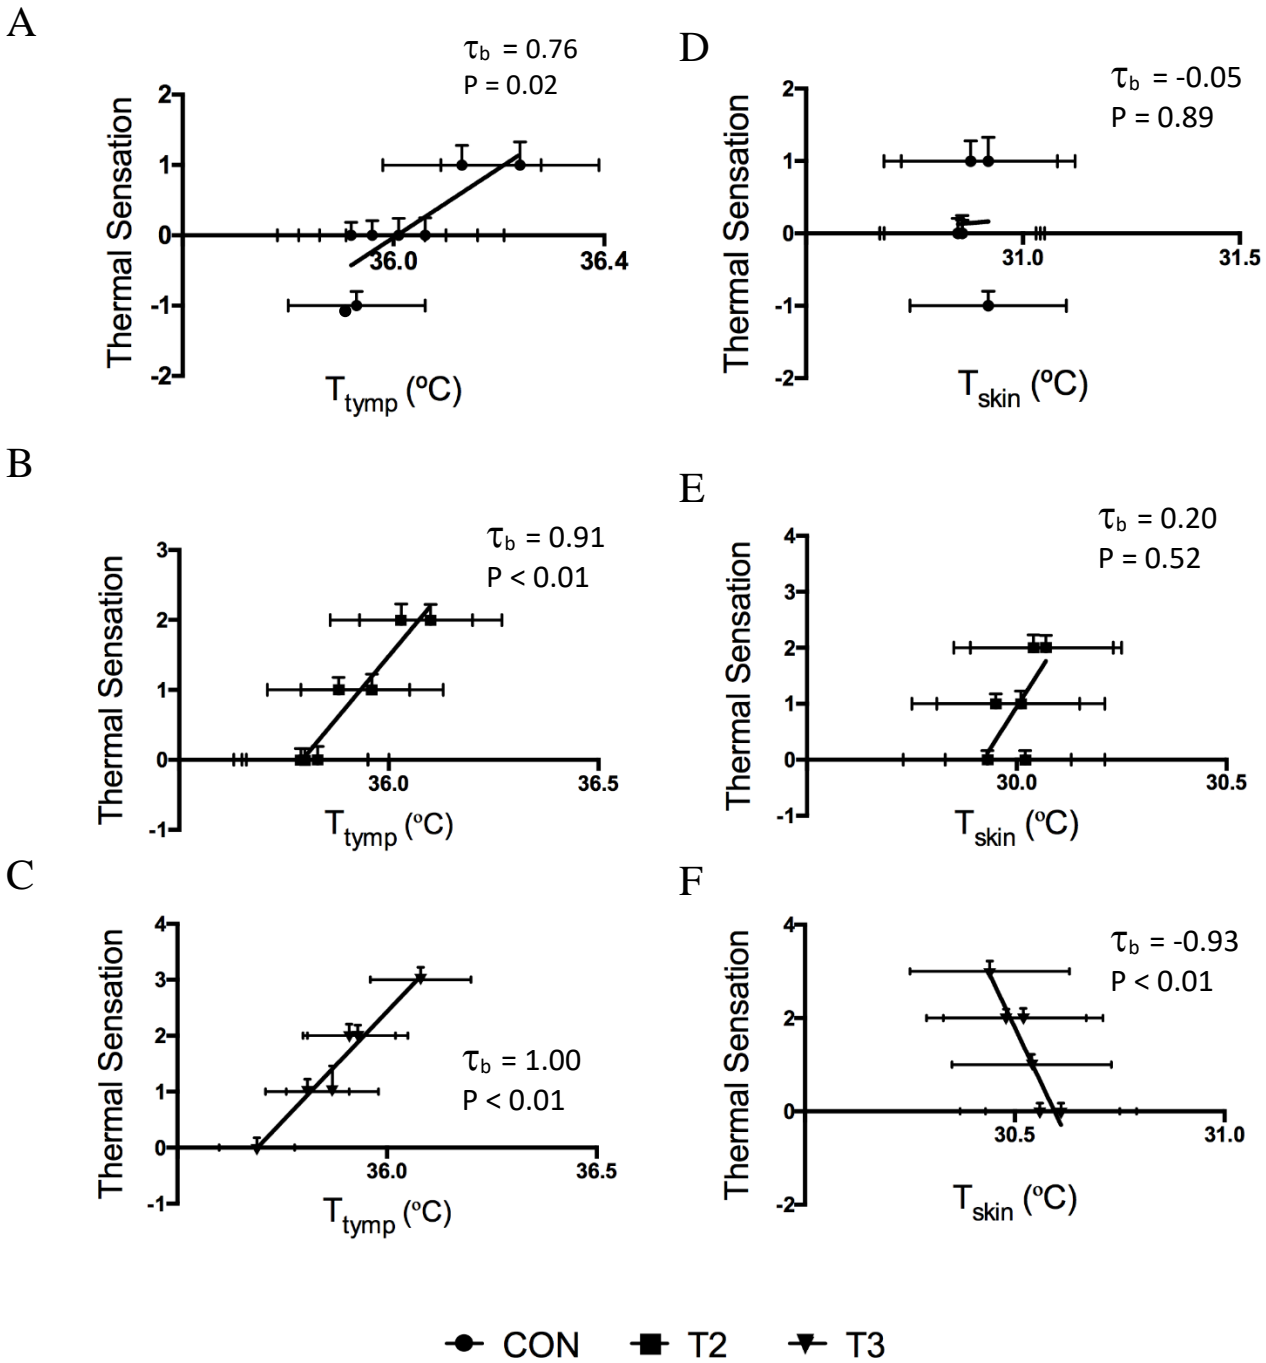 A
τb = 0.76
P = 0.02
2
1
0
-1
-2
36.0
36.4
Thermal Sensation
Ttymp (ºC)
D
τb = -0.05
P = 0.89
2
1
0
-1
-2
31.0
31.5
Thermal Sensation
Tskin (ºC)
B
τb = 0.91
P < 0.01
3
2
1
0
-1
36.0
36.5
Thermal Sensation
Ttymp (ºC)
E
τb = 0.20
P = 0.52
4
3
2
1
0
-1
30.0
30.5
Thermal Sensation
Tskin (ºC)
C
τb = 1.00
P < 0.01
4
3
2
1
0
-1
36.0
36.5
Thermal Sensation
Ttymp (ºC)
F
τb = -0.93
P < 0.01
4
2
0
-2
30.5
31.0
Thermal Sensation
Tskin (ºC)
CON T2 T3